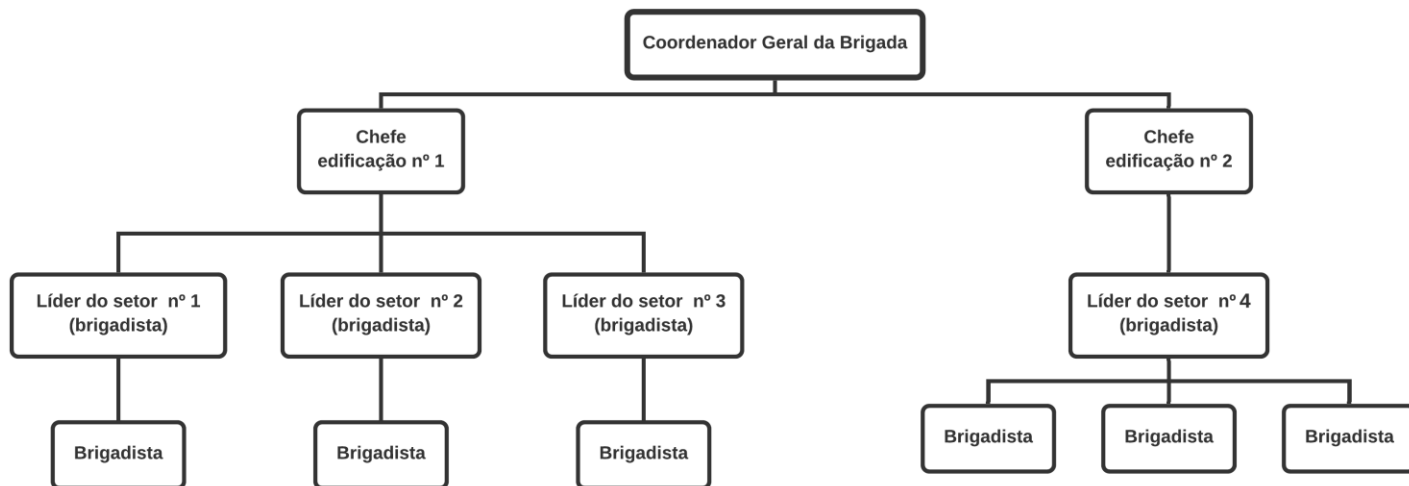 Coordenador Geral da Brigada
Chefe
edificação nº 1
Chefe
edificação nº 2
Líder do setor nº 1
(brigadista)
Líder do setor nº 2
(brigadista)
Líder do setor nº 3
(brigadista)
Líder do setor nº 4
(brigadista)
Brigadista
Brigadista
Brigadista
Brigadista
Brigadista
Brigadista